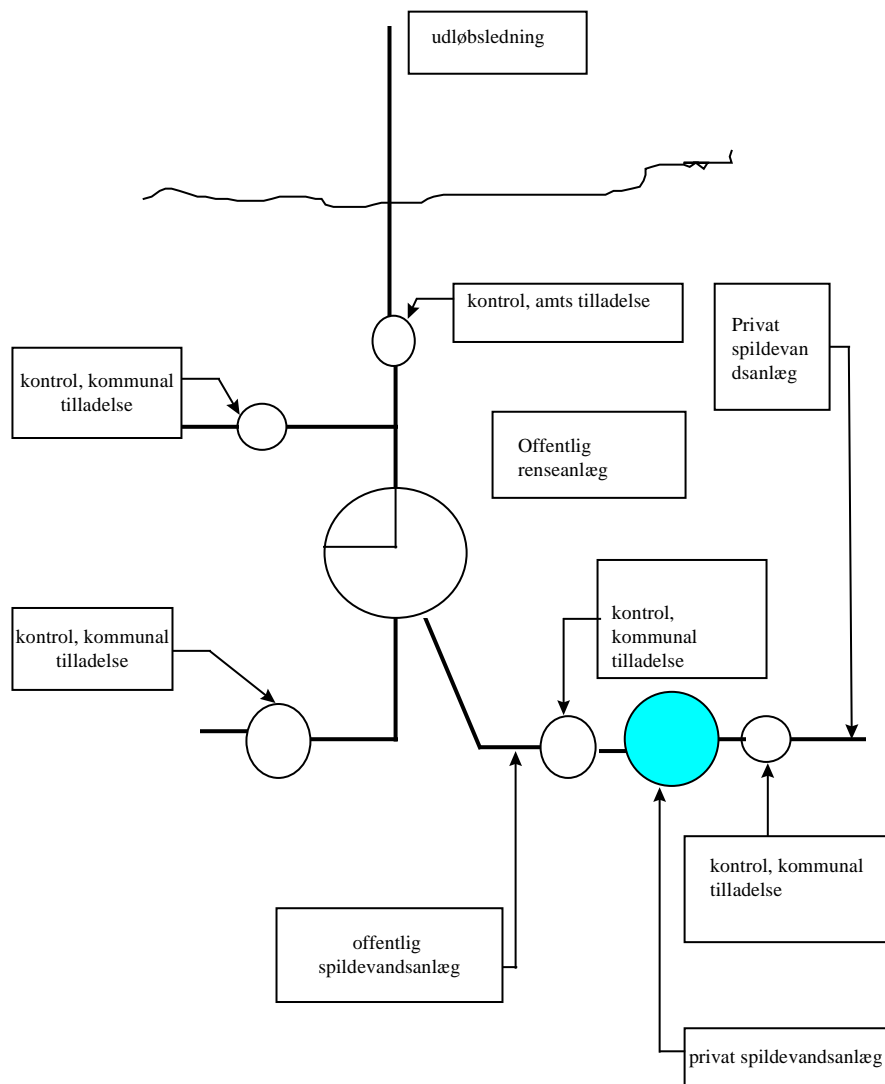 udløbsledning
kontrol, amts tilladelse
Privat
spildevan
dsanlæg
kontrol, kommunal
tilladelse
Offentlig
renseanlæg
kontrol,
kommunal
tilladelse
kontrol, kommunal
tilladelse
kontrol, kommunal
tilladelse
offentlig
spildevandsanlæg
privat spildevandsanlæg